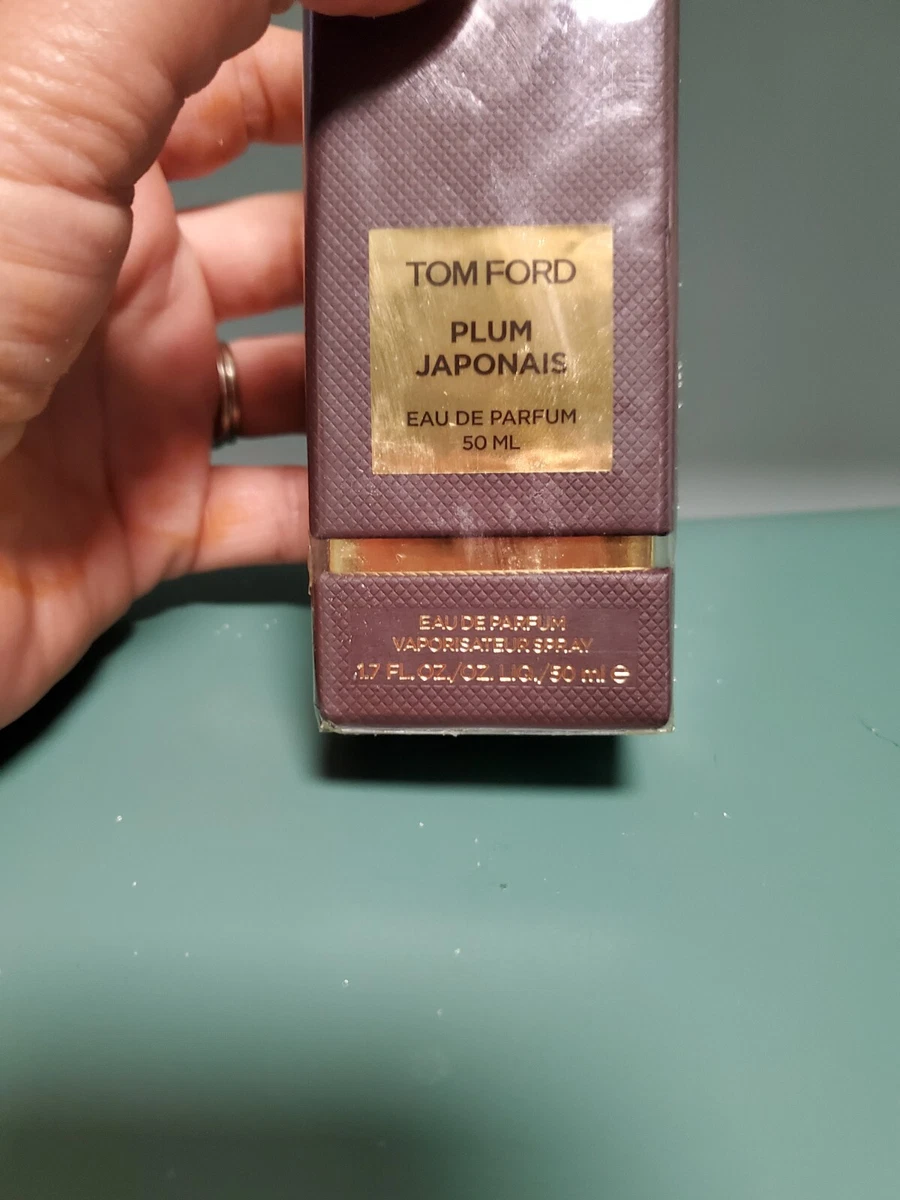 TOM FORD
PLUM
JAPONAIS
EAU DE PARFUM
50 ML
EAU DE PARFUM
VAPORISATEUR SPRAY
1.7 FL. OZ./OZ. LIQ./50 ml ℮